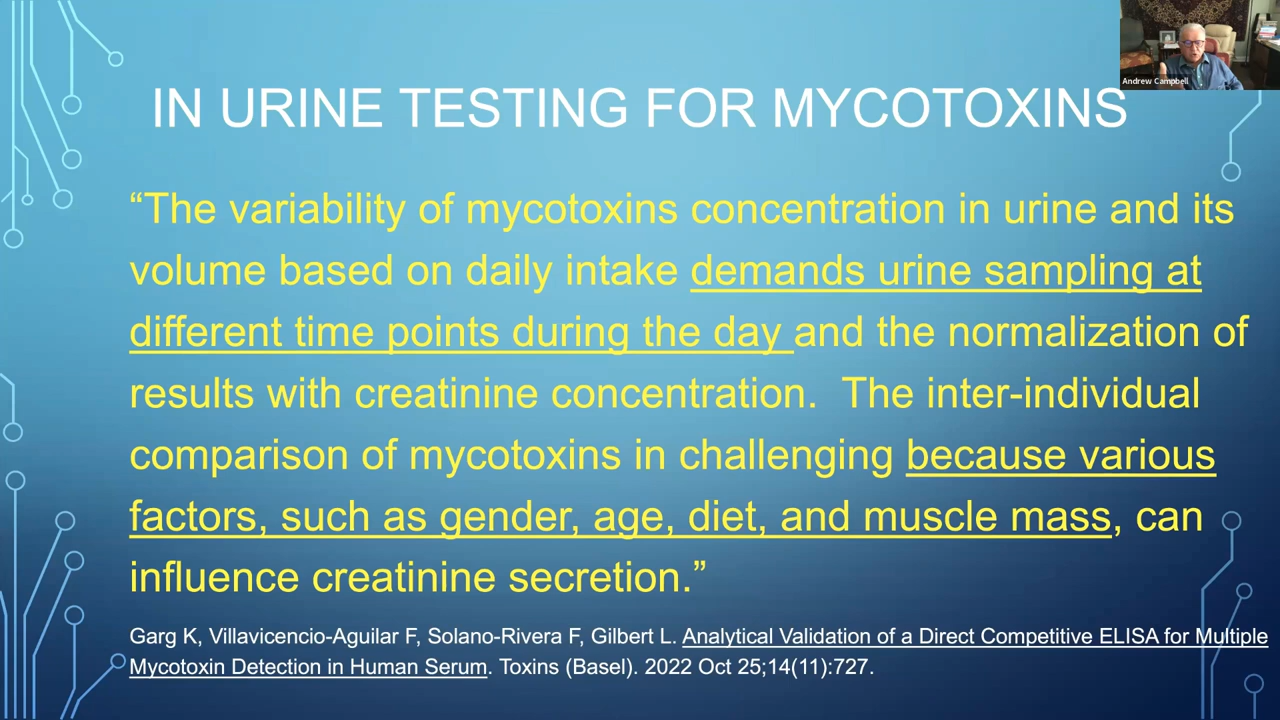 Andrew Campbell
IN URINE TESTING FOR MYCOTOXINS
“The variability of mycotoxins concentration in urine and its
volume based on daily intake demands urine sampling at
different time points during the day and the normalization of
results with creatinine concentration.  The inter-individual
comparison of mycotoxins in challenging because various
factors, such as gender, age, diet, and muscle mass, can
influence creatinine secretion.”
Garg K, Villavicencio-Aguilar F, Solano-Rivera F, Gilbert L. Analytical Validation of a Direct Competitive ELISA for Multiple
Mycotoxin Detection in Human Serum. Toxins (Basel). 2022 Oct 25;14(11):727.